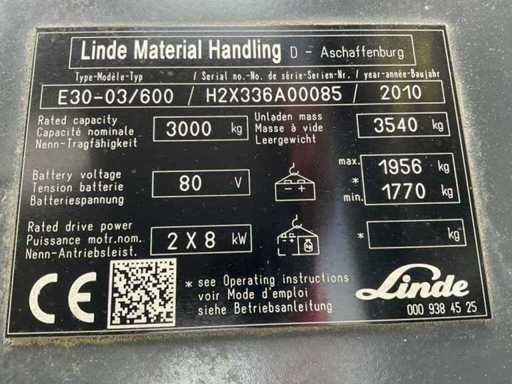 Linde Material Handling D - Aschaffenburg
Type-Modèle-Typ / Serial no.-No. de série-Serien-Nr. / year-année-Baujahr
E30-03/600 / H2X336A00085 / 2010
Rated capacity
Capacité nominale
Nenn-Tragfähigkeit
3000 kg
Unladen mass
Masse à vide
Leergewicht
3540 kg
Battery voltage
Tension batterie
Batteriespannung
80 V
max. 1956 kg
*
min. 1770 kg
Rated drive power
Puissance motr.nom.
Nenn-Antriebsleist.
2 X 8 kW
* kg
CE
* see Operating instructions
voir Mode d'emploi
siehe Betriebsanleitung
Linde
000 938 45 25